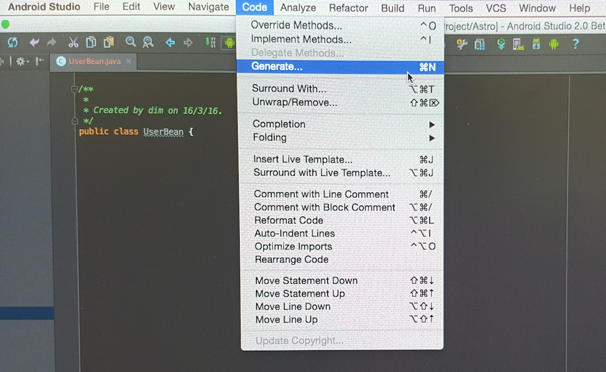 Android Studio File Edit View Navigate Code Analyze Refactor Build Run Tools VCS Window Help
Project/Astro] - Android Studio 2.0 Bet
UserBean.java
/**
*
* Created by dim on 16/3/16.
*/
public class UserBean {
Override Methods... ^O
Implement Methods... ^I
Delegate Methods...
Generate... ⌘N
Surround With... ⌥⌘T
Unwrap/Remove... ⇧⌘⌦
Completion
Folding
Insert Live Template... ⌘J
Surround with Live Template... ⌥⌘J
Comment with Line Comment ⌘/
Comment with Block Comment ⌥⌘/
Reformat Code ⌥⌘L
Auto-Indent Lines ^⌥I
Optimize Imports ^⌥O
Rearrange Code
Move Statement Down ⇧⌘↓
Move Statement Up ⇧⌘↑
Move Line Down ⌥⇧↓
Move Line Up ⌥⇧↑
Update Copyright...